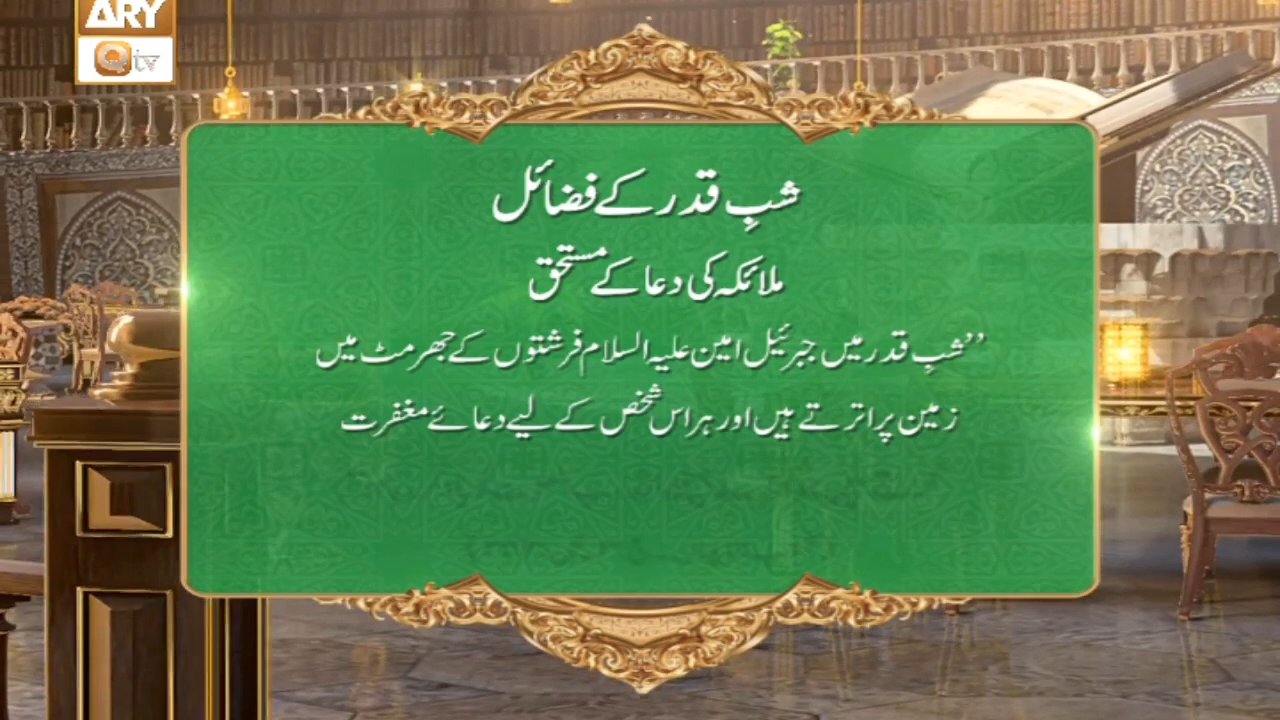 ARY
Qtv
شبِ قدر کے فضائل
ملائکہ کی دعا کے مستحق
’’شبِ قدر میں جبرئیل امین علیہ السلام فرشتوں کے جھرمٹ میں
زمین پر اترتے ہیں اور ہر اس شخص کے لیے دعائے مغفرت